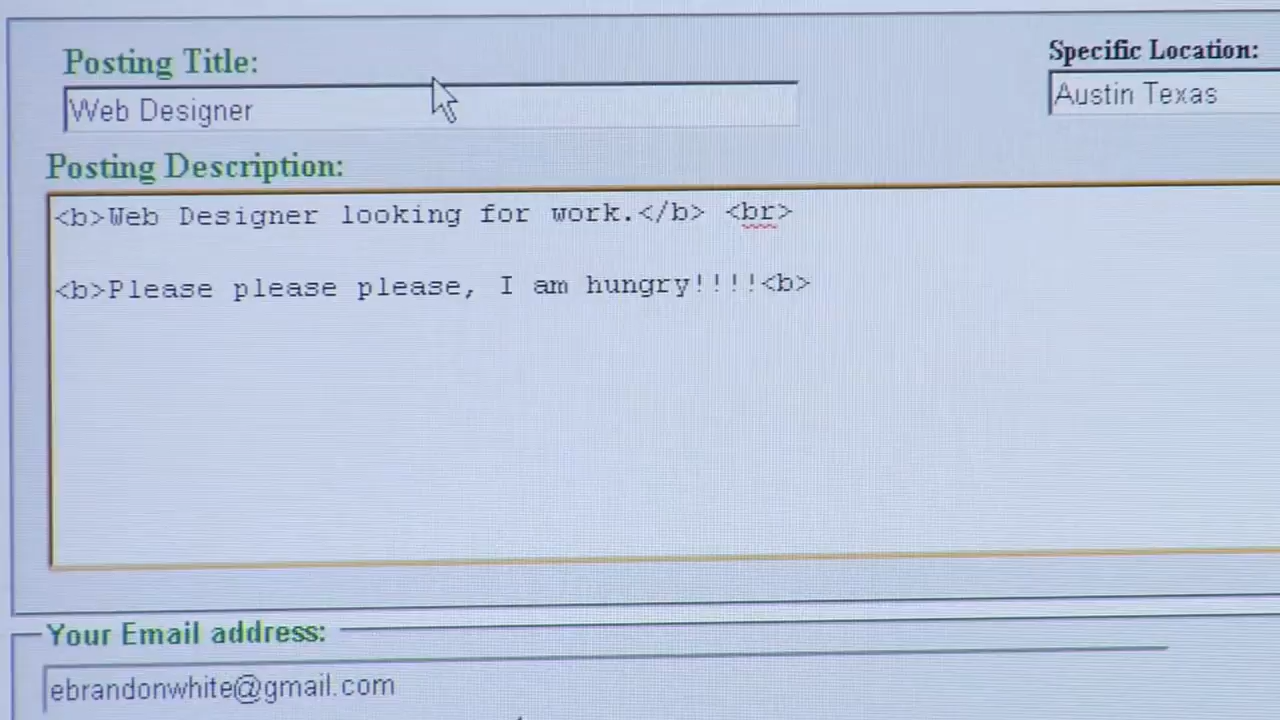 Posting Title:
Specific Location:
Web Designer
Austin Texas
Posting Description:
<b>Web Designer looking for work.</b> <br>
<b>Please please please, I am hungry!!!!<b>
Your Email address:
ebrandonwhite@gmail.com